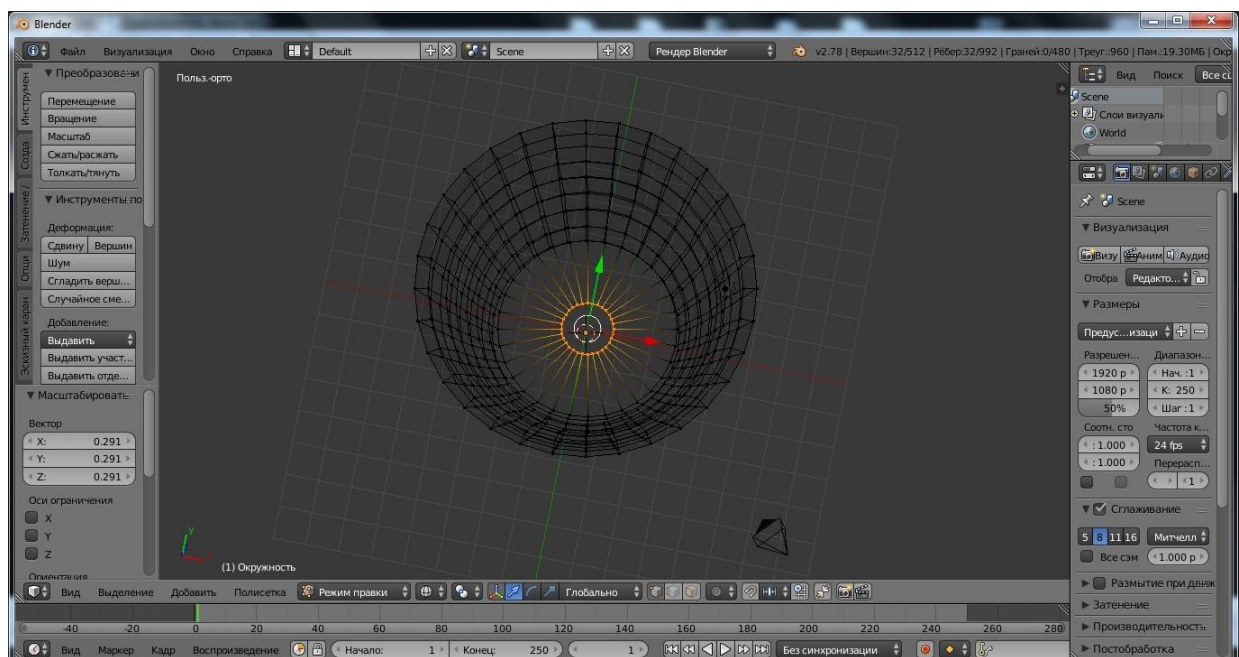 Blender
Файл Визуализация Окно Справка Default Scene Рендер Blender v2.78 | Вершин:32/512 | Рёбер:32/992 | Граней:0/480 | Треуг.:960 | Пам.:19.30МБ | Окр
Инструмен
Созда
Затенение /
Опци
Эскизный каран
Преобразовани
Перемещение
Вращение
Масштаб
Сжать/расжать
Толкать/тянуть
Инструменты по
Деформация:
Сдвину Вершин
Шум
Сгладить верш...
Случайное сме...
Добавление:
Выдавить
Выдавить участ...
Выдавить отде...
Масштабировать
Вектор
X: 0.291
Y: 0.291
Z: 0.291
Оси ограничения
X
Y
Z
Ориентация
Польз.-орто
y
x
(1) Окружность
Вид Выделение Добавить Полисетка Режим правки Глобально
-40 -20 0 20 40 60 80 100 120 140 160 180 200 220 240 260 280
Вид Маркер Кадр Воспроизведение Начало: 1 Конец: 250 1 Без синхронизации
Вид Поиск Все сц
Scene
Слои визуали
World
Scene
Визуализация
Визу Аним Аудио
Отобра Редакто...
Размеры
Предус...изаци
Разрешен... Диапазон...
1920 p Нач. :1
1080 p К: 250
50% Шаг :1
Соотн. сто Частота к...
: 1.000 24 fps
: 1.000 Перерасп...
1
Сглаживание
5 8 11 16 Митчелл
Все сэм 1.000 p
Размытие при движ
Затенение
Производительность
Постобработка